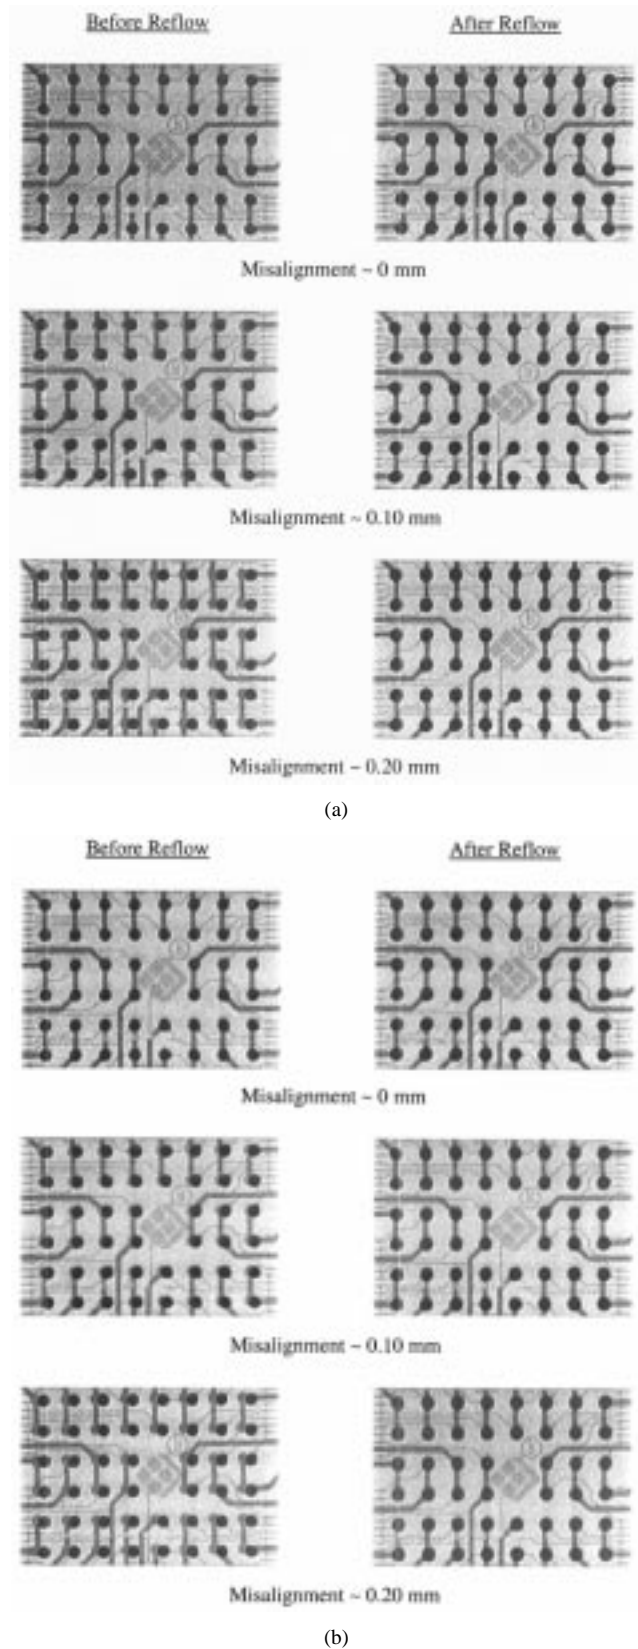 Before Reflow After Reflow
Misalignment ~ 0 mm
Misalignment ~ 0.10 mm
Misalignment ~ 0.20 mm
(a)
Before Reflow After Reflow
Misalignment ~ 0 mm
Misalignment ~ 0.10 mm
Misalignment ~ 0.20 mm
(b)